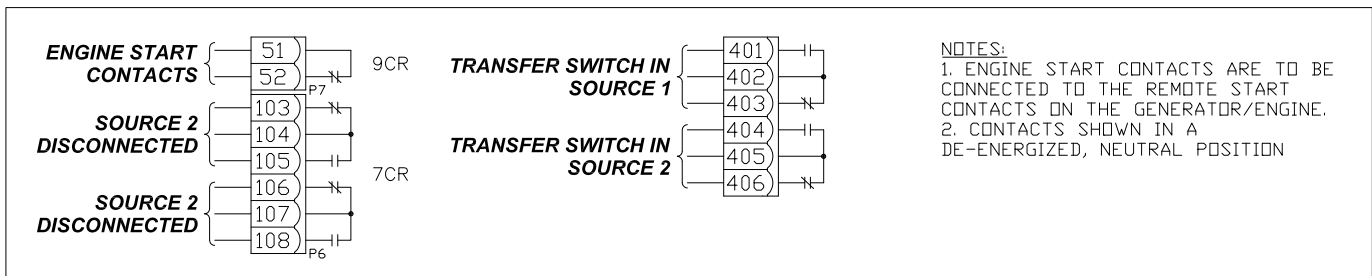 ENGINE START
CONTACTS
51
52
9CR
P7
SOURCE 2
DISCONNECTED
103
104
105
7CR
SOURCE 2
DISCONNECTED
106
107
108
P6
TRANSFER SWITCH IN
SOURCE 1
401
402
403
TRANSFER SWITCH IN
SOURCE 2
404
405
406
NOTES:
1. ENGINE START CONTACTS ARE TO BE
CONNECTED TO THE REMOTE START
CONTACTS ON THE GENERATOR/ENGINE.
2. CONTACTS SHOWN IN A
DE-ENERGIZED, NEUTRAL POSITION